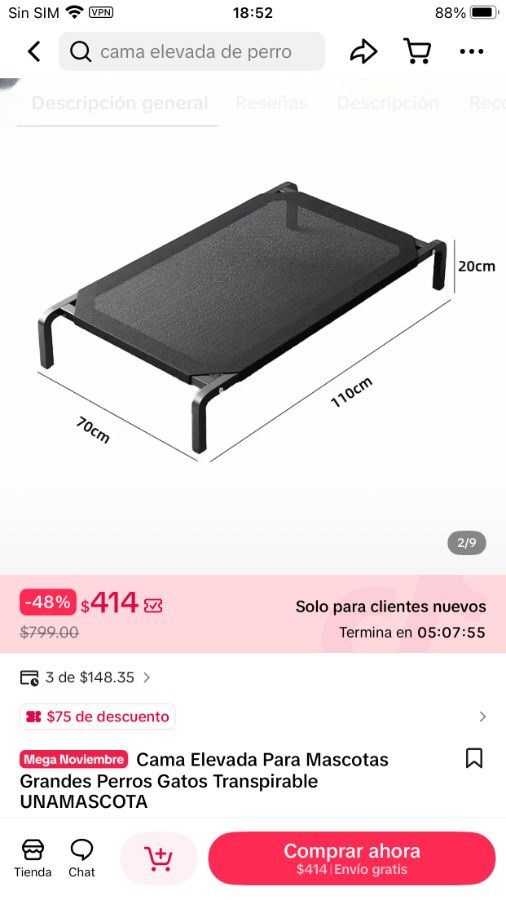 Sin SIM VPN 18:52 88%
cama elevada de perro
Descripción general Reseñas Descripción Reco
20cm
110cm
70cm
2/9
-48% $414 Solo para clientes nuevos
$799.00 Termina en 05:07:55
3 de $148.35
$75 de descuento
Mega Noviembre Cama Elevada Para Mascotas
Grandes Perros Gatos Transpirable
UNAMASCOTA
Tienda Chat
Comprar ahora
$414 | Envío gratis